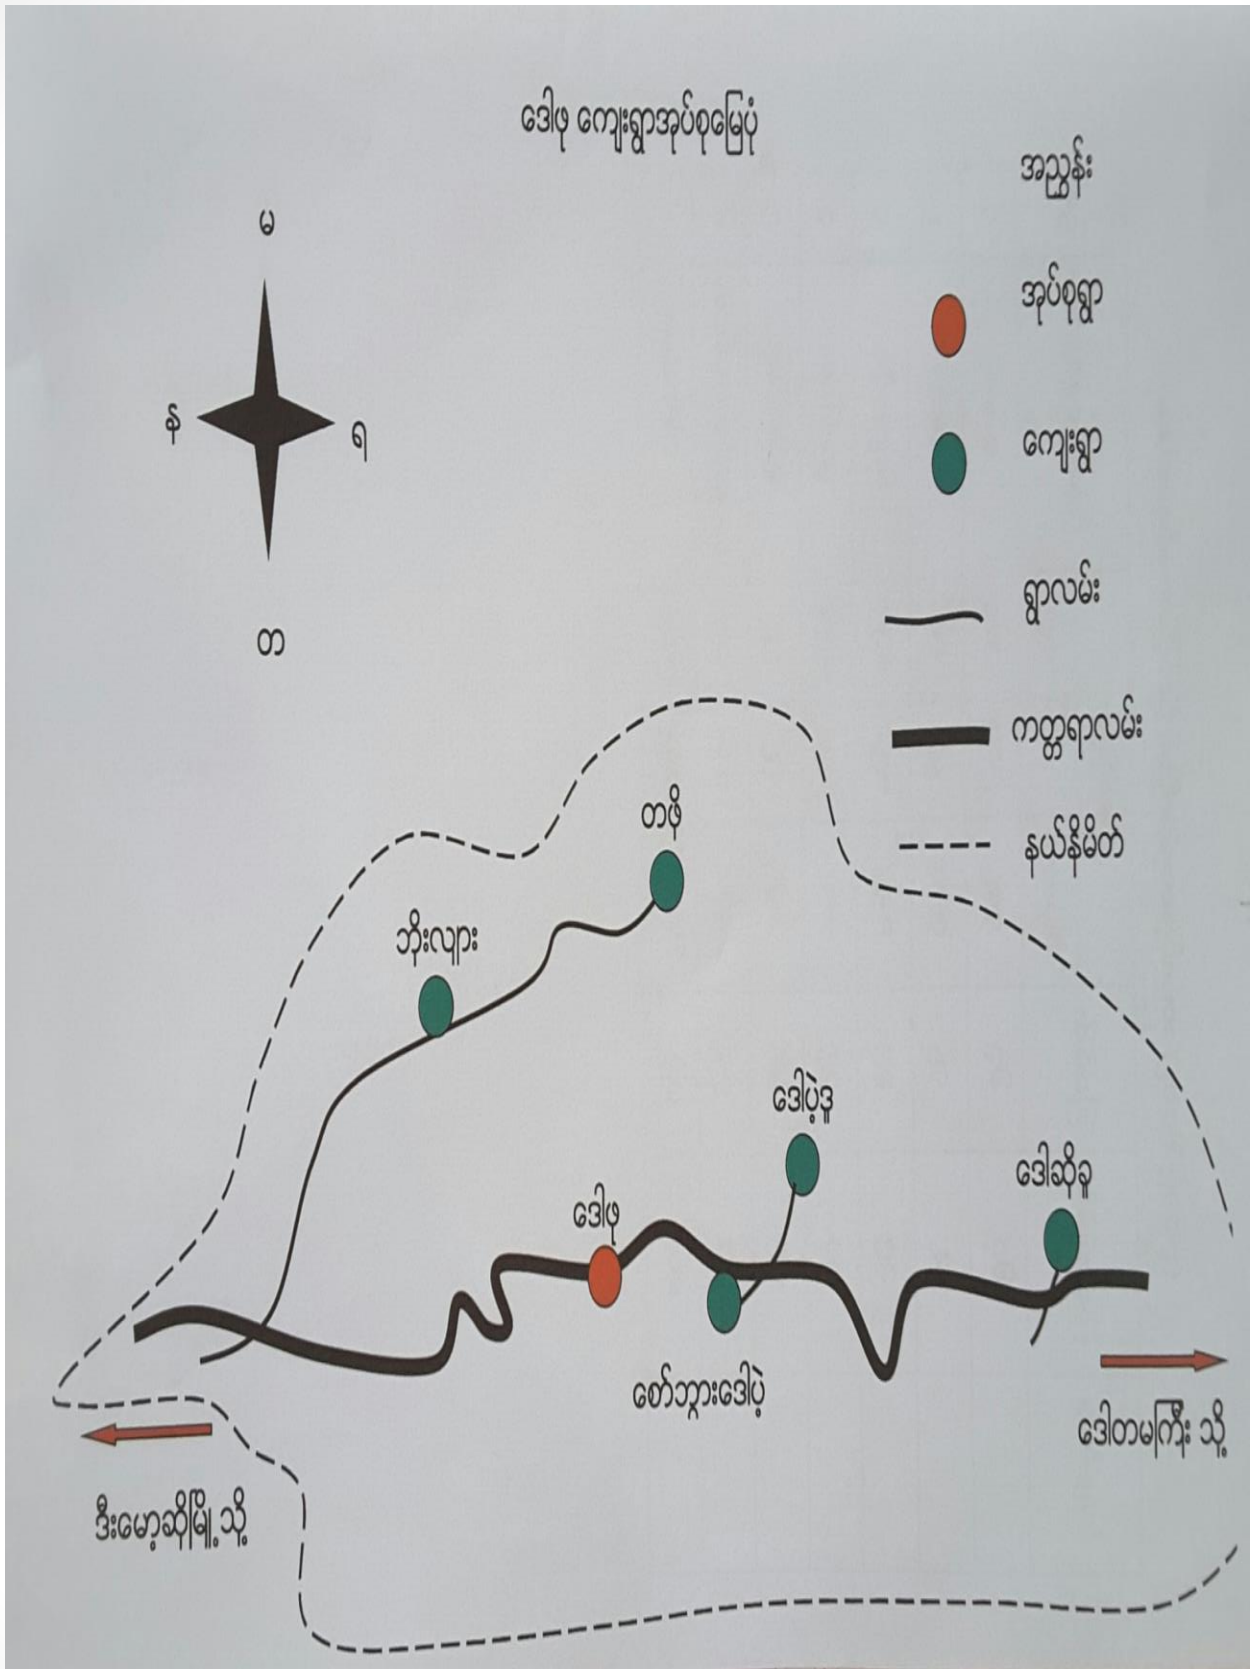 ဒေါဖု ကျေးရွာအုပ်စုမြေပုံ
အညွှန်း
မ
န
ရ
တ
အုပ်စုရွာ
ကျေးရွာ
ရွာလမ်း
ကတ္တရာလမ်း
နယ်နိမိတ်
တဖို
ဘိုးလျား
ဒေါပဲ့ဒူ
ဒေါဆိုခူ
ဒေါဖု
စော်ဘွားဒေါပဲ့
ဒေါတမကြီး သို့
ဒီးမော့ဆိုမြို့ သို့